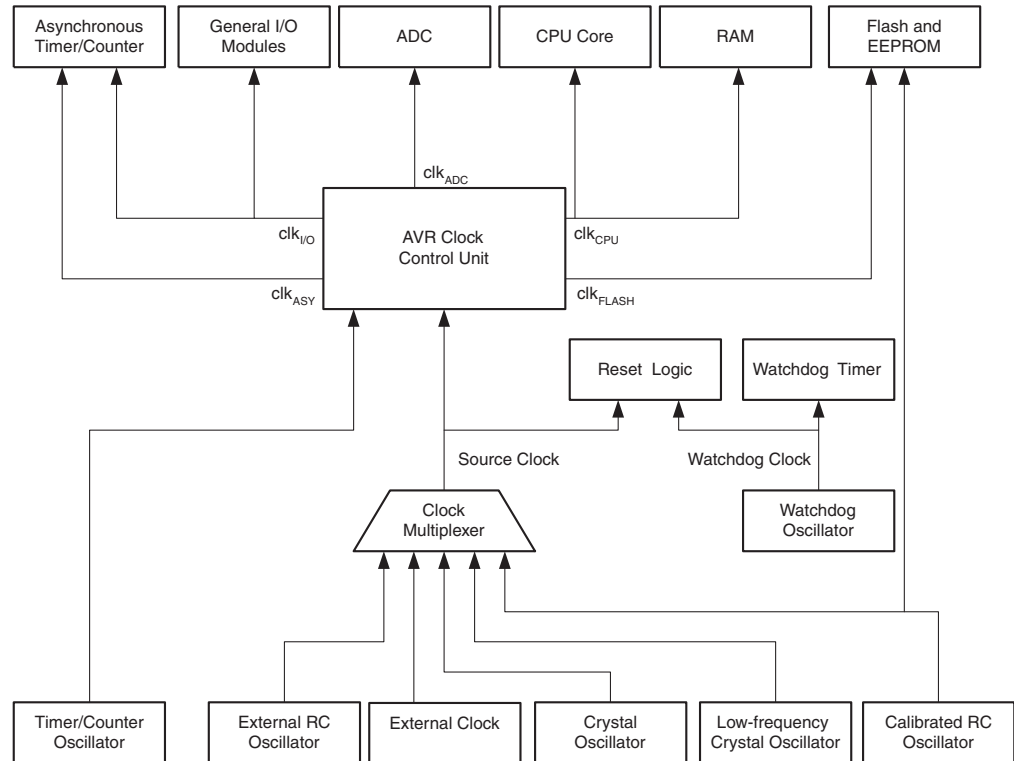 Asynchronous
Timer/Counter
General I/O
Modules
ADC
CPU Core
RAM
Flash and
EEPROM
clkADC
clkI/O
AVR Clock
Control Unit
clkCPU
clkASY
clkFLASH
Reset Logic
Watchdog Timer
Source Clock
Watchdog Clock
Clock
Multiplexer
Watchdog
Oscillator
Timer/Counter
Oscillator
External RC
Oscillator
External Clock
Crystal
Oscillator
Low-frequency
Crystal Oscillator
Calibrated RC
Oscillator